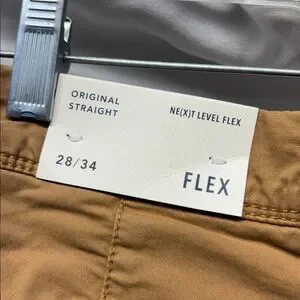 ORIGINAL
STRAIGHT
NE(X)T LEVEL FLEX
28/34
FLEX